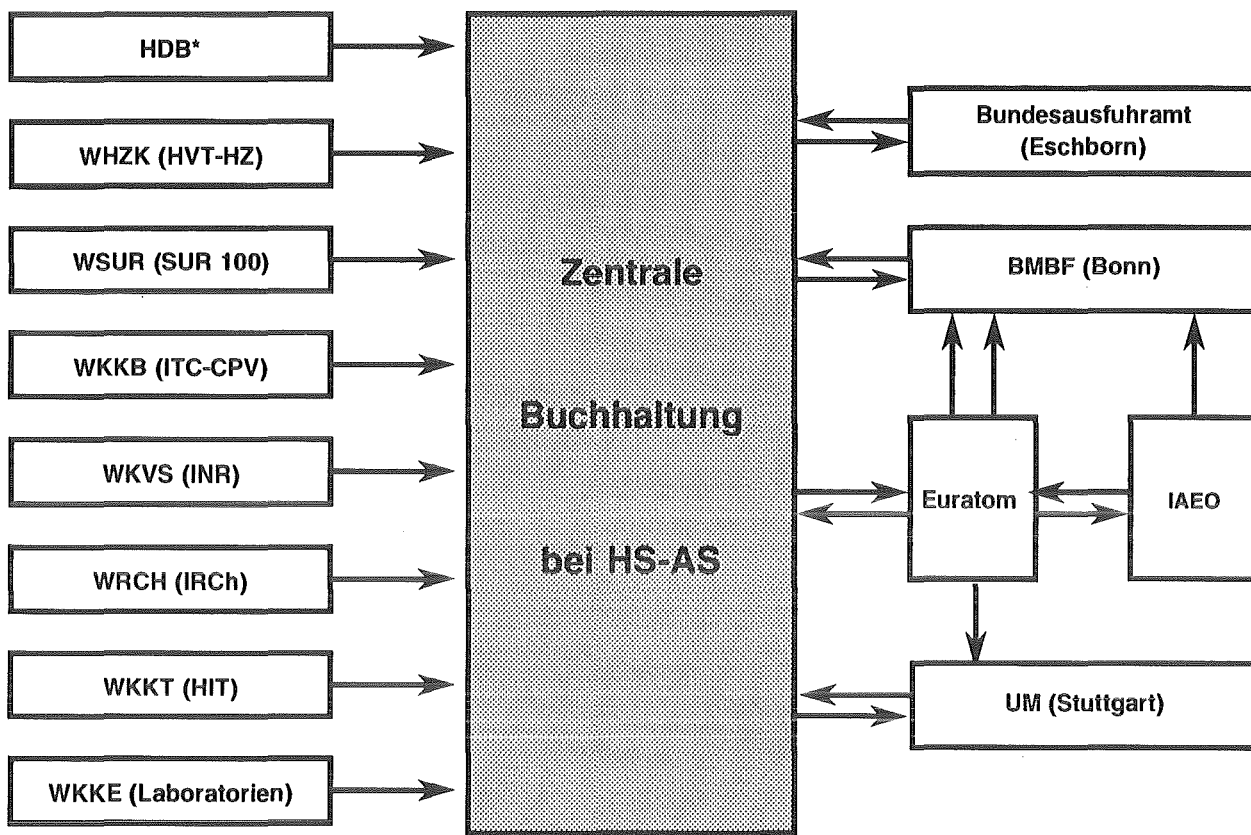 HDB*
WHZK (HVT-HZ)
WSUR (SUR 100)
WKKB (ITC-CPV)
WKVS (INR)
WRCH (IRCh)
WKKT (HIT)
WKKE (Laboratorien)
Zentrale
Buchhaltung
bei HS-AS
Bundesausfuhramt
(Eschborn)
BMBF (Bonn)
Euratom
IAEO
UM (Stuttgart)